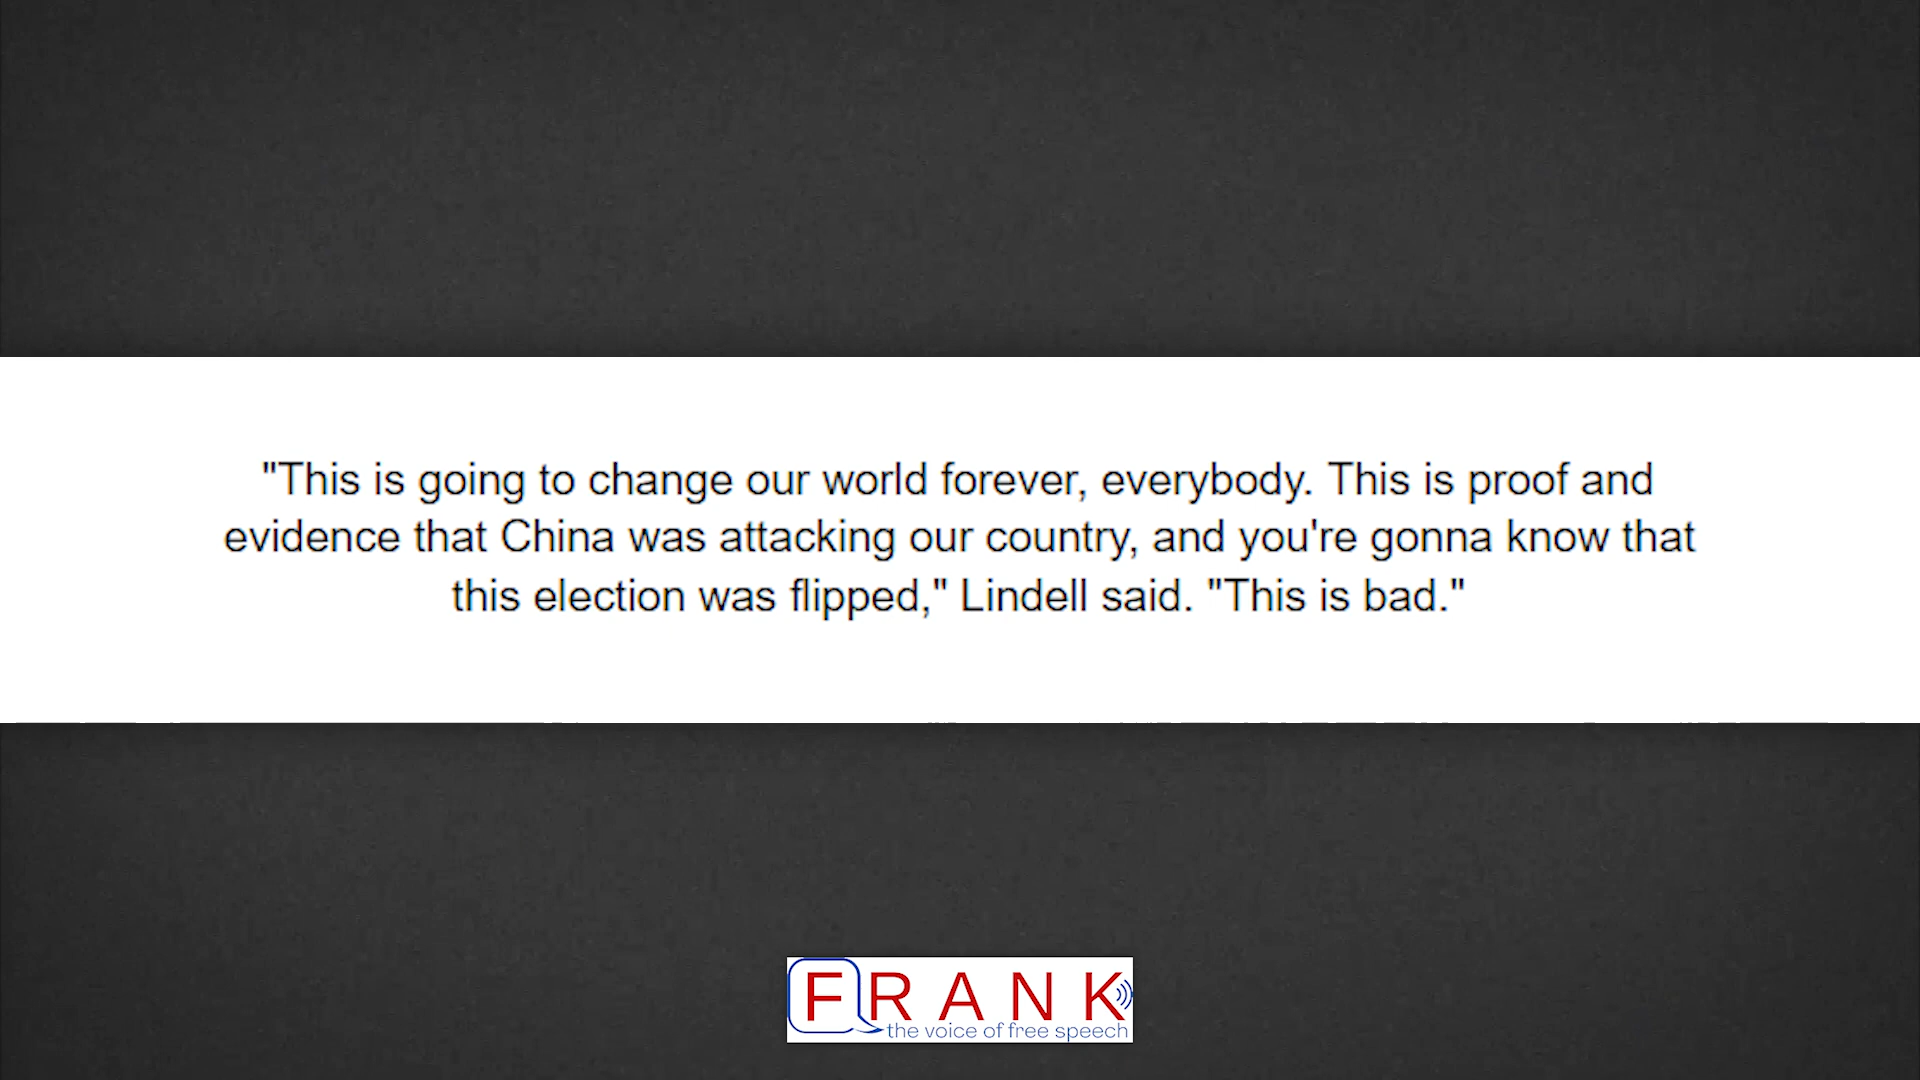 "This is going to change our world forever, everybody. This is proof and
evidence that China was attacking our country, and you're gonna know that
this election was flipped," Lindell said. "This is bad."
FRANK
the voice of free speech